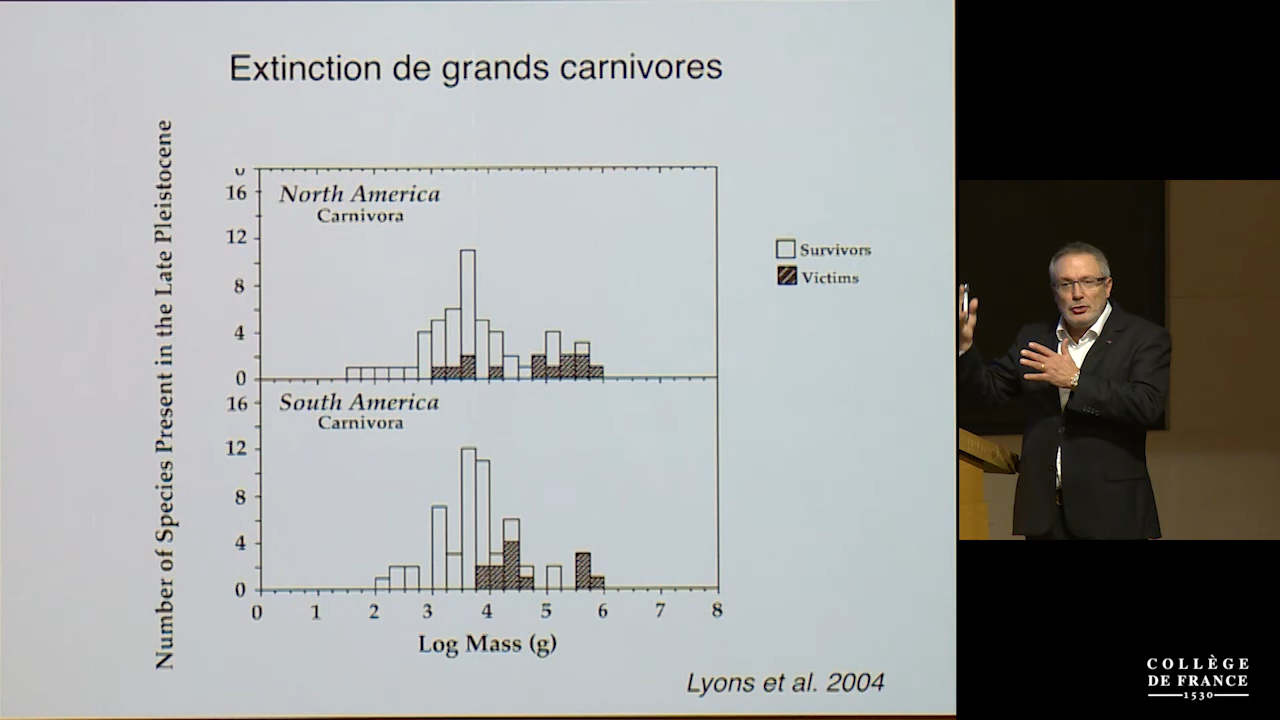 Extinction de grands carnivores
Number of Species Present in the Late Pleistocene
0
16
12
8
4
0
North America
Carnivora
16
12
8
4
0
South America
Carnivora
0 1 2 3 4 5 6 7 8
Log Mass (g)
Survivors
Victims
Lyons et al. 2004
COLLÈGE
DE FRANCE
1530